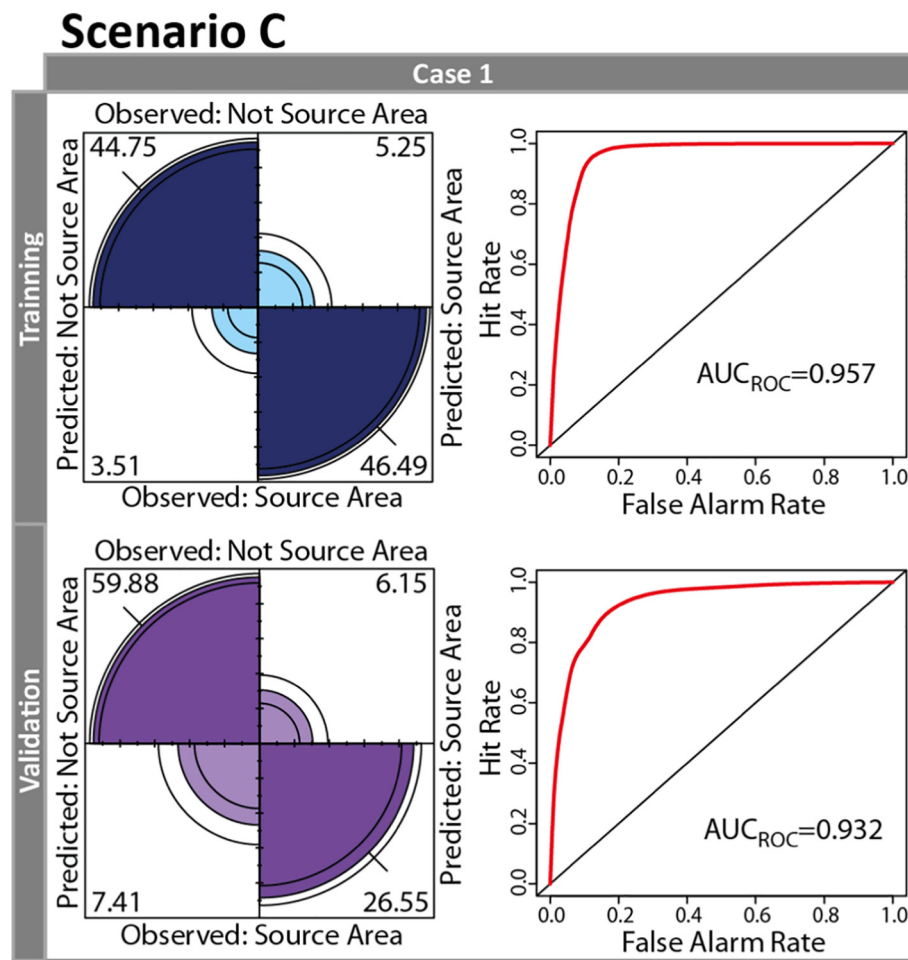 Scenario C
Case 1
Trainning
Observed: Not Source Area
44.75
5.25
Predicted: Not Source Area
Predicted: Source Area
3.51
46.49
Observed: Source Area
1.0
0.8
0.6
0.4
0.2
0.0
Hit Rate
AUCROC=0.957
0.0 0.2 0.4 0.6 0.8 1.0
False Alarm Rate
Validation
Observed: Not Source Area
59.88
6.15
Predicted: Not Source Area
Predicted: Source Area
7.41
26.55
Observed: Source Area
1.0
0.8
0.6
0.4
0.2
0.0
Hit Rate
AUCROC=0.932
0.0 0.2 0.4 0.6 0.8 1.0
False Alarm Rate